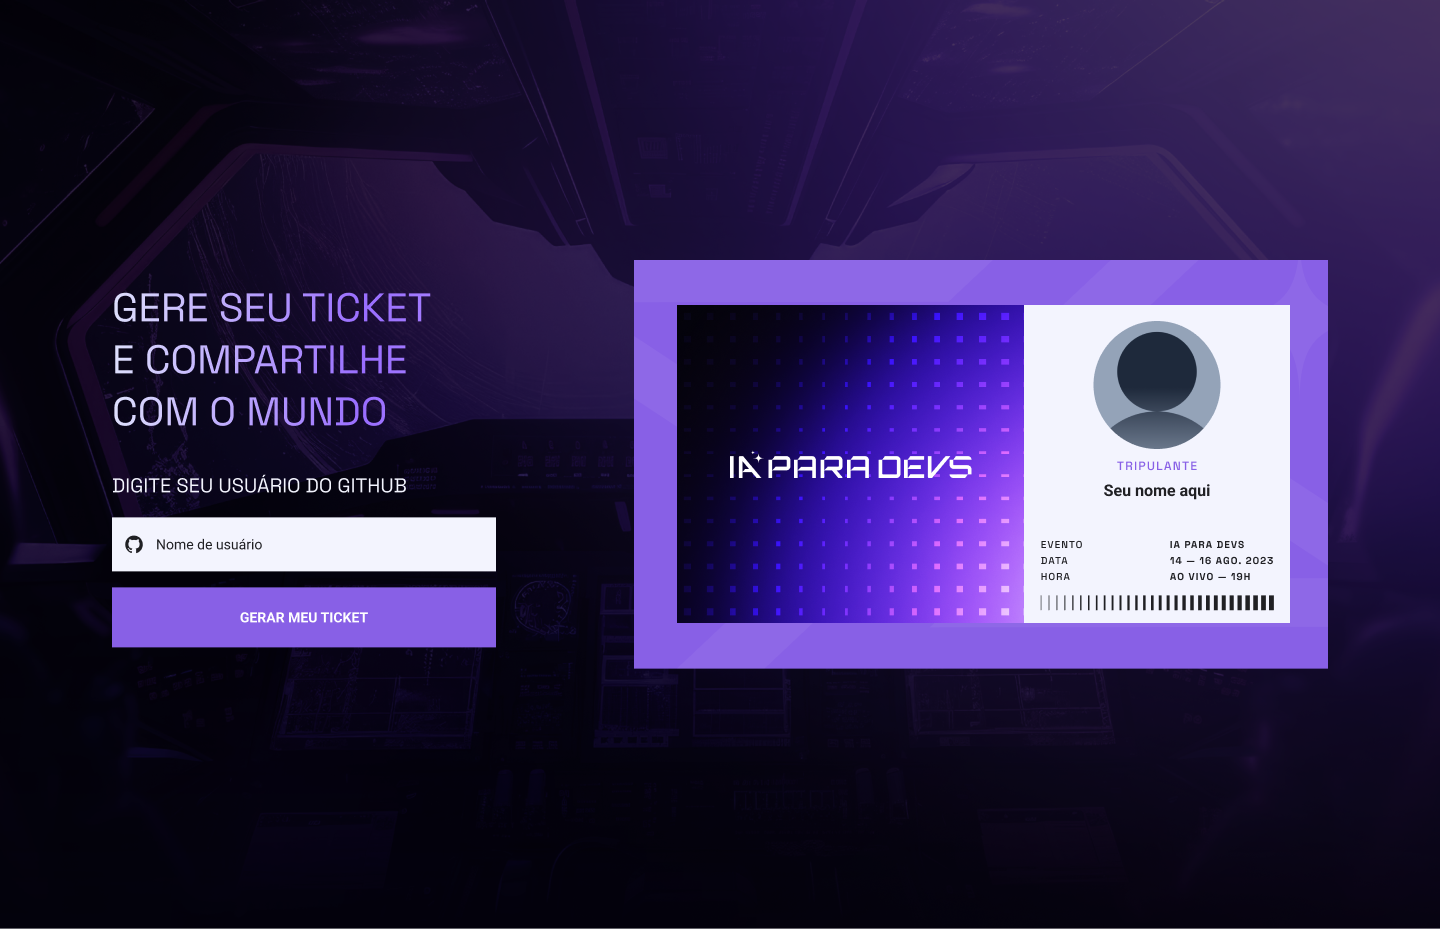 GERE SEU TICKET
E COMPARTILHE
COM O MUNDO
DIGITE SEU USUÁRIO DO GITHUB
Nome de usuário
GERAR MEU TICKET
IA PARA DEVS
TRIPULANTE
Seu nome aqui
EVENTO IA PARA DEVS
DATA 14 — 16 AGO. 2023
HORA AO VIVO — 19H